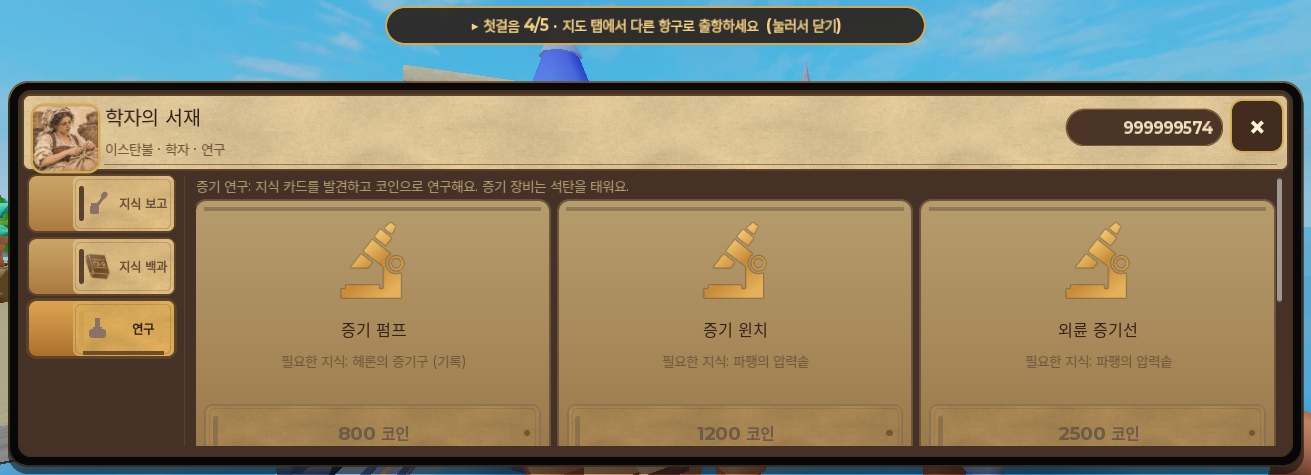 ▸ 첫걸음 4/5 · 지도 탭에서 다른 항구로 출항하세요 (눌러서 닫기)
학자의 서재
999999574
×
이스탄불 · 학자 · 연구
지식 보고
지식 백과
연구
증기 연구: 지식 카드를 발견하고 코인으로 연구해요. 증기 장비는 석탄을 태워요.
증기 펌프
필요한 지식: 헤론의 증기구 (기록)
800 코인
증기 윈치
필요한 지식: 파팽의 압력솥
1200 코인
외륜 증기선
필요한 지식: 파팽의 압력솥
2500 코인